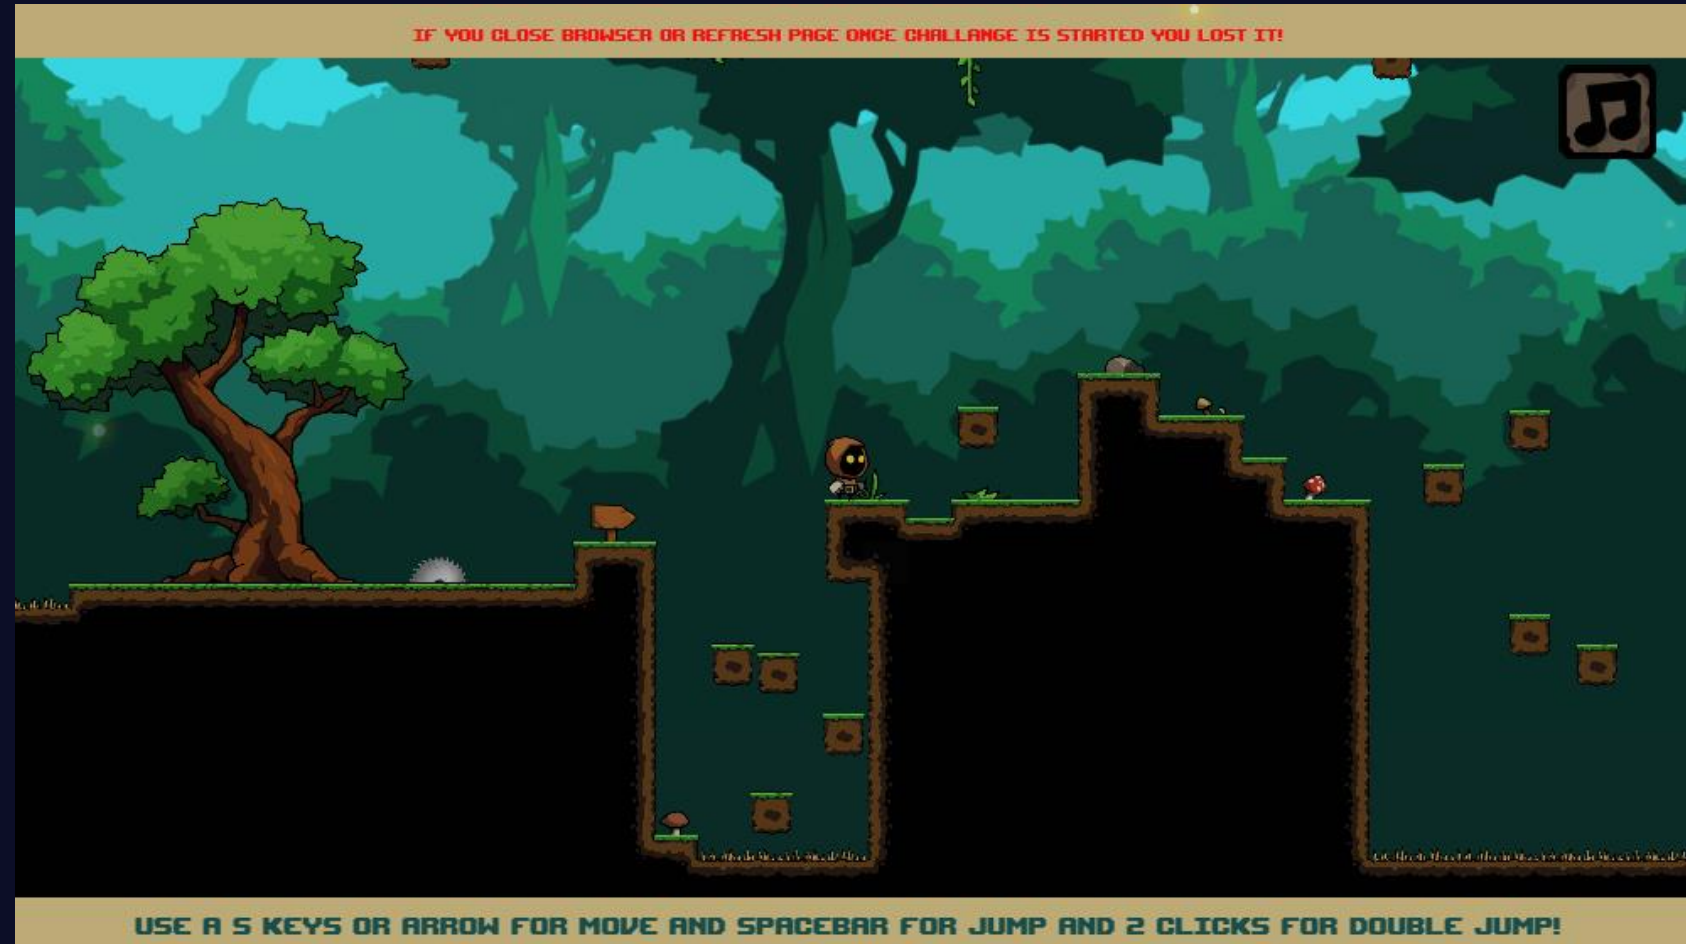 IF YOU CLOSE BROWSER OR REFRESH PAGE ONCE CHALLANGE IS STARTED YOU LOST IT!
USE A S KEYS OR ARROW FOR MOVE AND SPACEBAR FOR JUMP AND 2 CLICKS FOR DOUBLE JUMP!